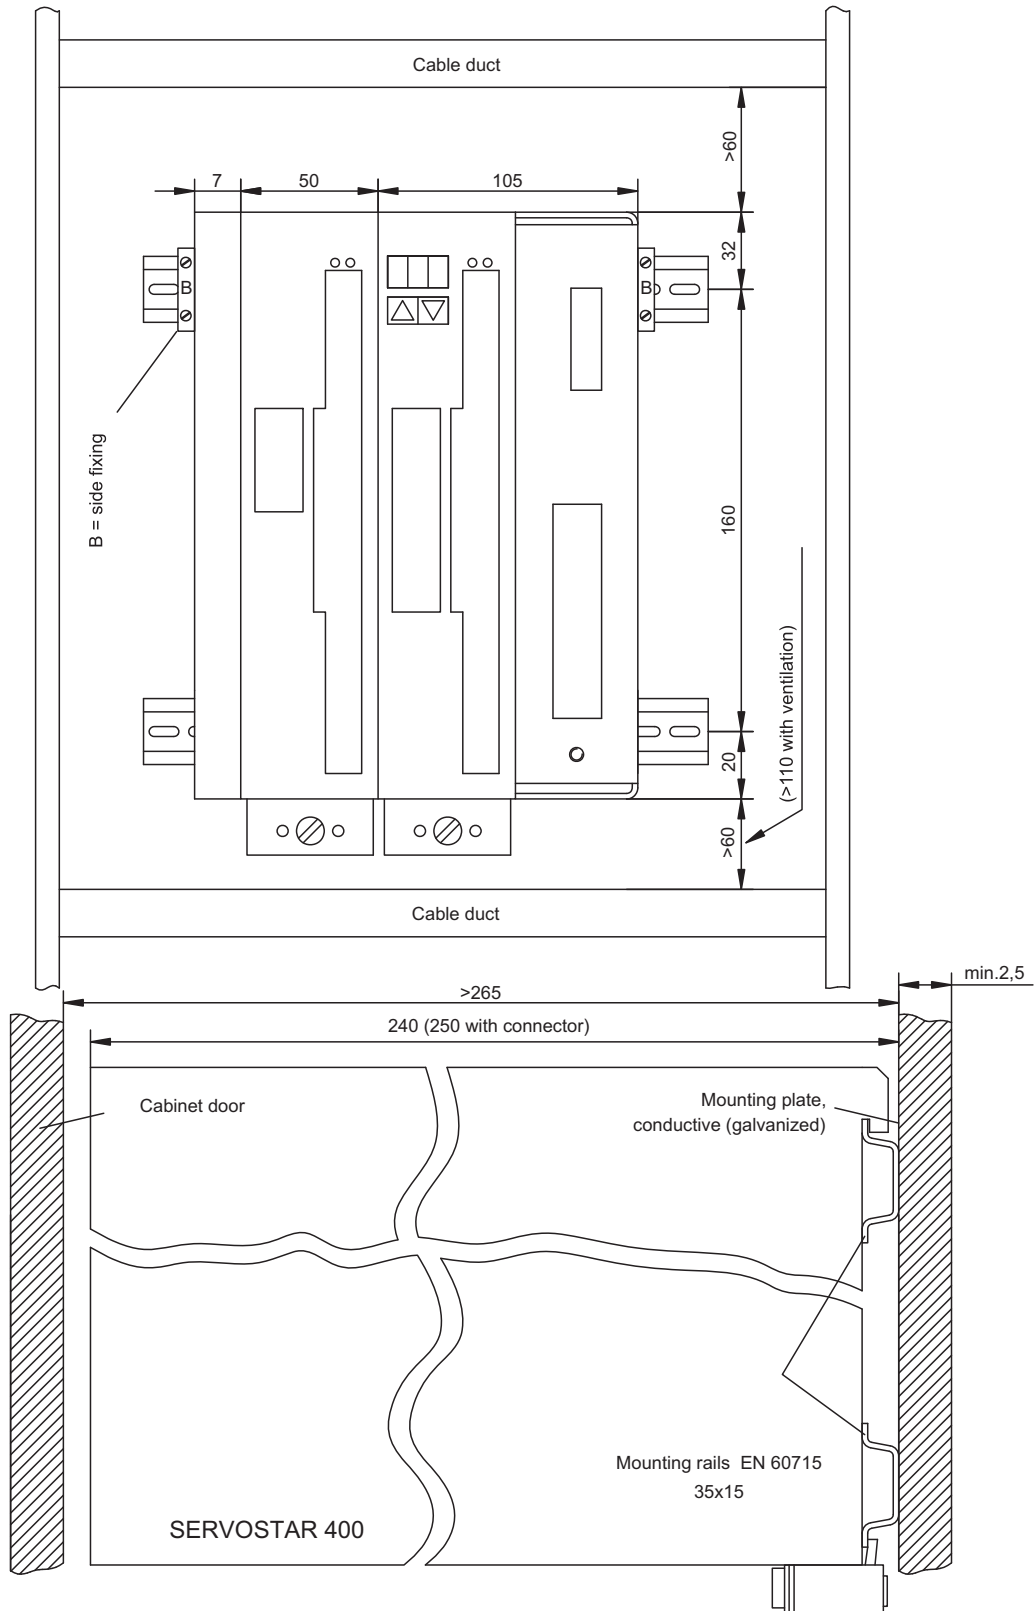 Cable duct
>60
7
50
105
32
B
B
B = side fixing
160
(>110 with ventilation)
20
>60
Cable duct
min.2,5
>265
240 (250 with connector)
Cabinet door
Mounting plate,
conductive (galvanized)
Mounting rails EN 60715
35x15
SERVOSTAR 400